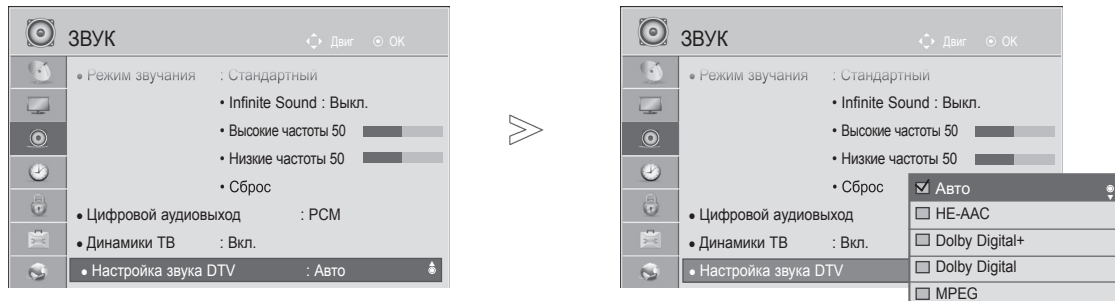 ЗВУК
Двиг
ОК
• Режим звучания : Стандартный
• Infinite Sound : Выкл.
• Высокие частоты 50
• Низкие частоты 50
• Сброс
• Цифровой аудиовыход : PCM
• Динамики ТВ : Вкл.
• Настройка звука DTV : Авто
ЗВУК
Двиг
ОК
• Режим звучания : Стандартный
• Infinite Sound : Выкл.
• Высокие частоты 50
• Низкие частоты 50
• Сброс
• Цифровой аудиовыход
• Динамики ТВ : Вкл.
• Настройка звука DTV
Авто
HE-AAC
Dolby Digital+
Dolby Digital
MPEG